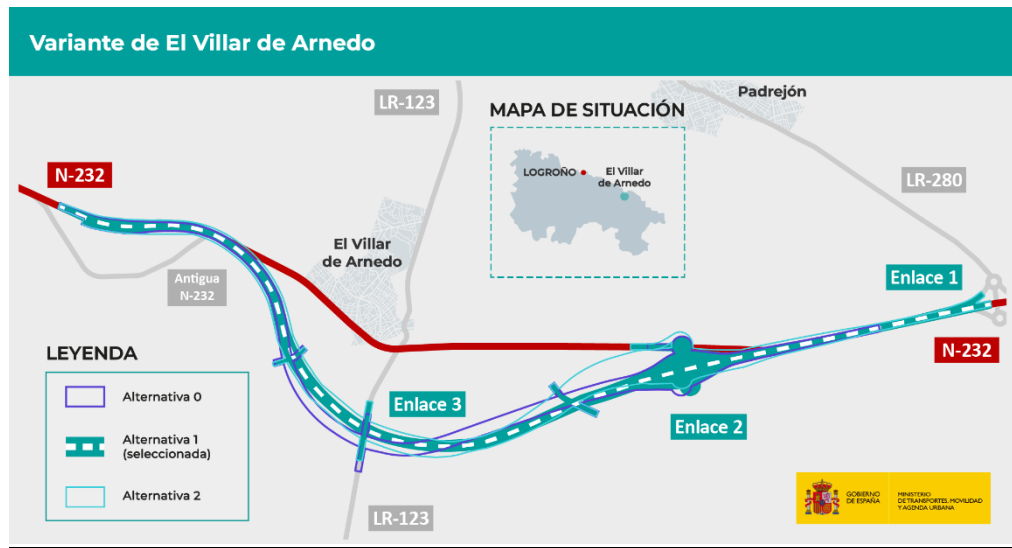 Variante de El Villar de Arnedo
LR-123
MAPA DE SITUACIÓN
Padrejón
N-232
LOGROÑO
El Villar
de Arnedo
LR-280
El Villar
de Arnedo
Antigua
N-232
Enlace 1
N-232
LEYENDA
Alternativa 0
Alternativa 1
(seleccionada)
Alternativa 2
Enlace 3
Enlace 2
LR-123
GOBIERNO
DE ESPAÑA
MINISTERIO
DE TRANSPORTES, MOVILIDAD
Y AGENDA URBANA